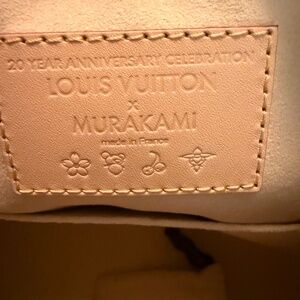 20 YEAR ANNIVERSARY CELEBRATION
LOUIS VUITTON
x
MURAKAMI
made in France